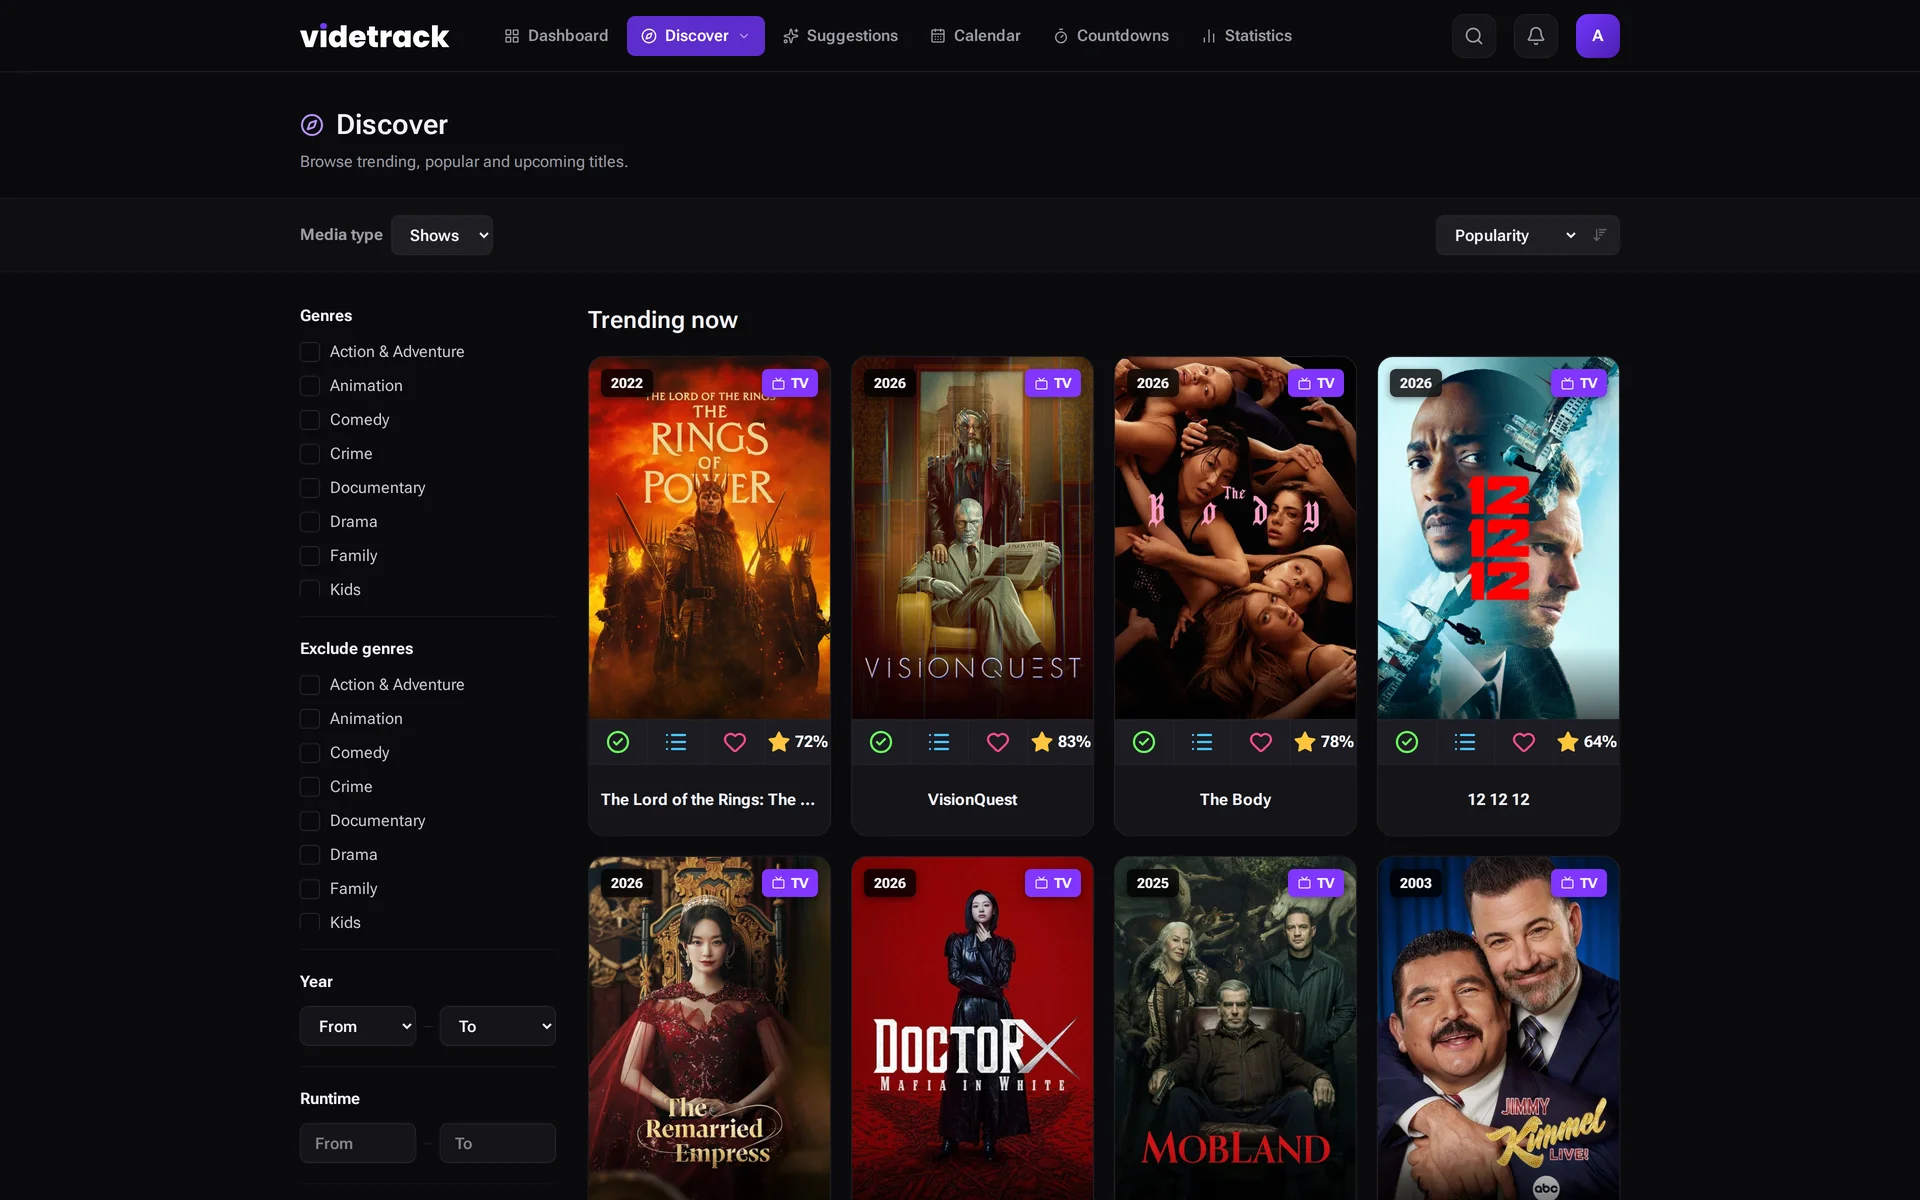 videtrack
Dashboard
Discover
Suggestions
Calendar
Countdowns
Statistics
A
Discover
Browse trending, popular and upcoming titles.
Media type
Shows
Popularity
Genres
Action & Adventure
Animation
Comedy
Crime
Documentary
Drama
Family
Kids
Exclude genres
Action & Adventure
Animation
Comedy
Crime
Documentary
Drama
Family
Kids
Year
From
To
Runtime
From
To
Trending now
2022
TV
THE LORD OF THE RINGS
THE
RINGS
OF
POWER
72%
The Lord of the Rings: The ...
2026
TV
VISIONQUEST
83%
VisionQuest
2026
TV
The
Body
78%
The Body
2026
TV
12
12
12
64%
12 12 12
2026
TV
The
Remarried
Empress
2026
TV
DOCTOR X
MAFIA IN WHITE
2025
TV
MOBLAND
2003
TV
JIMMY
Kimmel
LIVE!
abc